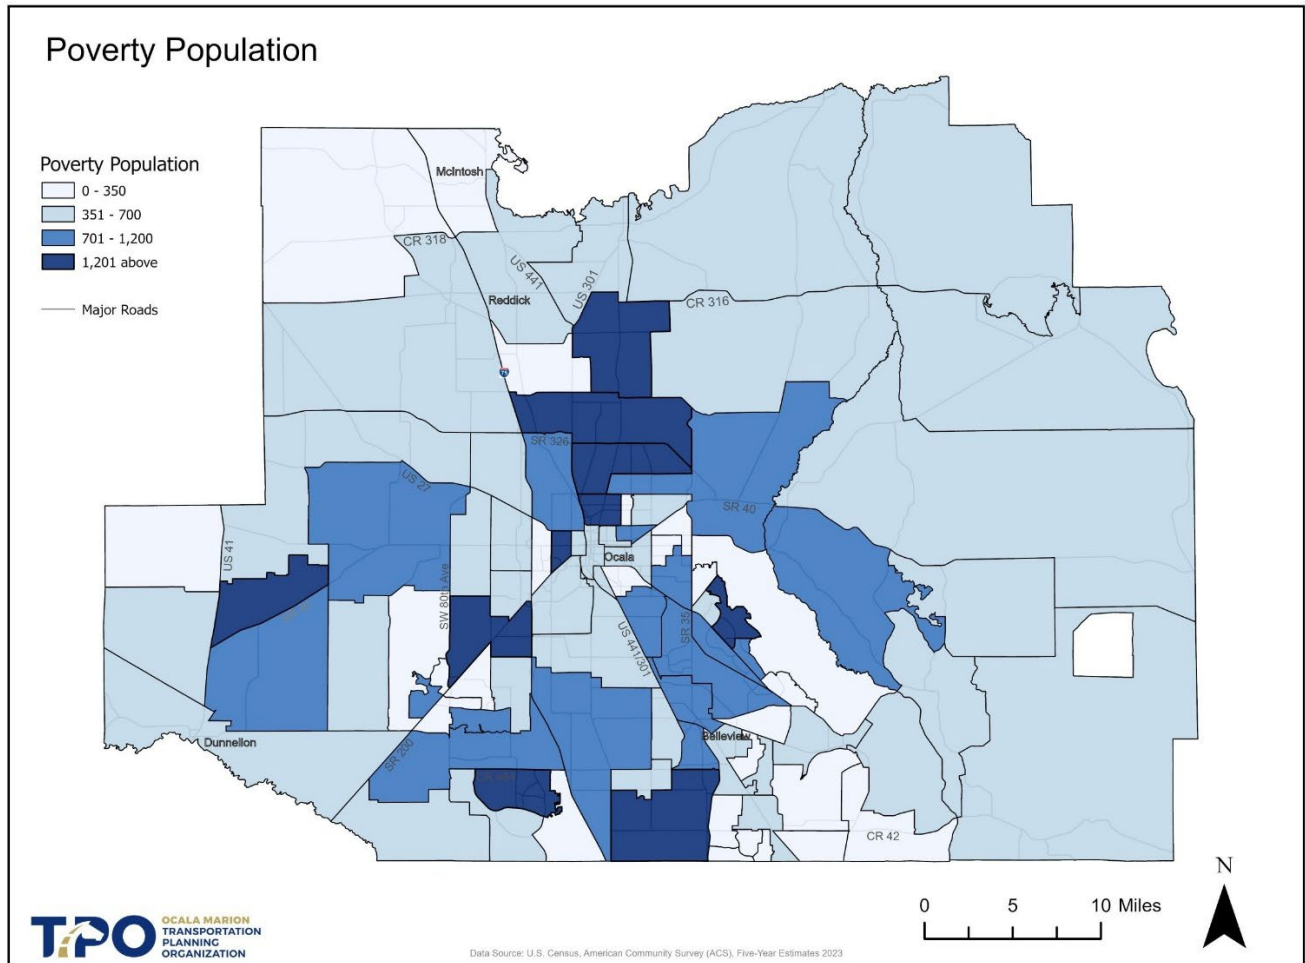 Poverty Population
Poverty Population
0 - 350
351 - 700
701 - 1,200
1,201 above
Major Roads
McIntosh
CR 318
US 441
US 301
Reddick
CR 316
75
SR 326
US 27
SR 40
US 41
Ocala
SW 80th Ave
SR 35
US 441/301
Dunnellon
Belleview
SR 200
CR 42
N
0 5 10 Miles
TPO
OCALA MARION
TRANSPORTATION
PLANNING
ORGANIZATION
Data Source: U.S. Census, American Community Survey (ACS), Five-Year Estimates 2023